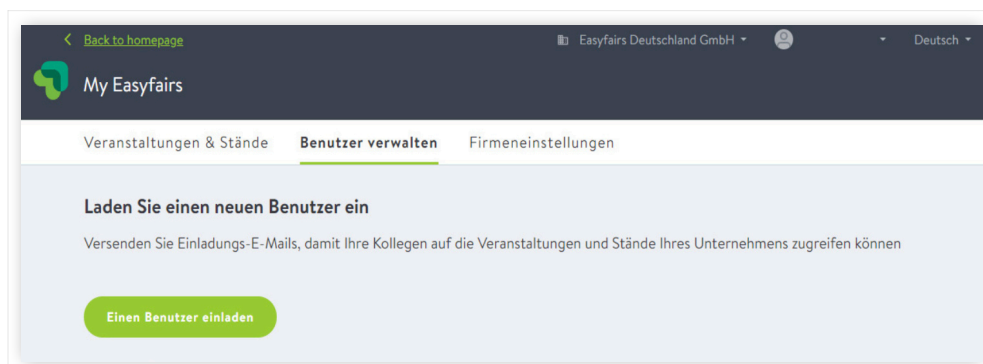 Back to homepage
Easyfairs Deutschland GmbH
Deutsch
My Easyfairs
Veranstaltungen & Stände
Benutzer verwalten
Firmeneinstellungen
Laden Sie einen neuen Benutzer ein
Versenden Sie Einladungs-E-Mails, damit Ihre Kollegen auf die Veranstaltungen und Stände Ihres Unternehmens zugreifen können
Einen Benutzer einladen